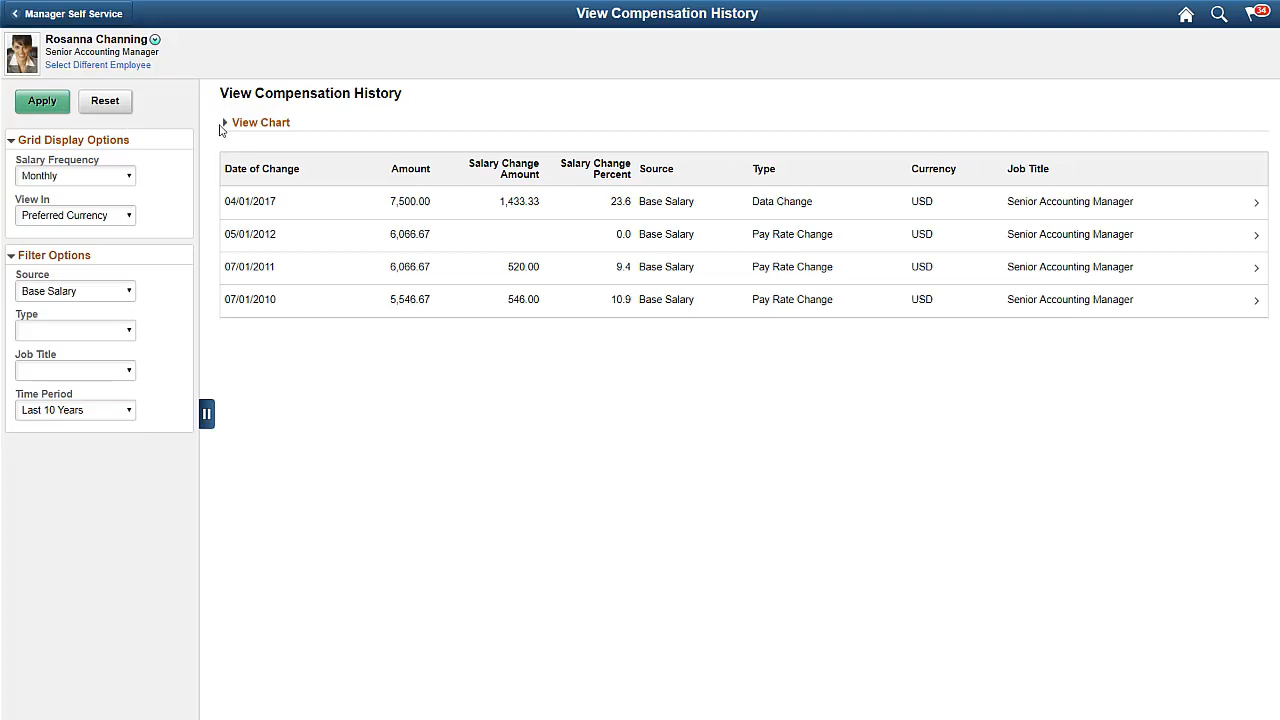 Manager Self Service
View Compensation History
34
Rosanna Channing
Senior Accounting Manager
Select Different Employee
Apply
Reset
Grid Display Options
Salary Frequency
Monthly
View In
Preferred Currency
Filter Options
Source
Base Salary
Type
Job Title
Time Period
Last 10 Years
View Compensation History
View Chart
Date of Change Amount Salary Change Amount Salary Change Percent Source Type Currency Job Title
04/01/2017 7,500.00 1,433.33 23.6 Base Salary Data Change USD Senior Accounting Manager
05/01/2012 6,066.67 0.0 Base Salary Pay Rate Change USD Senior Accounting Manager
07/01/2011 6,066.67 520.00 9.4 Base Salary Pay Rate Change USD Senior Accounting Manager
07/01/2010 5,546.67 546.00 10.9 Base Salary Pay Rate Change USD Senior Accounting Manager